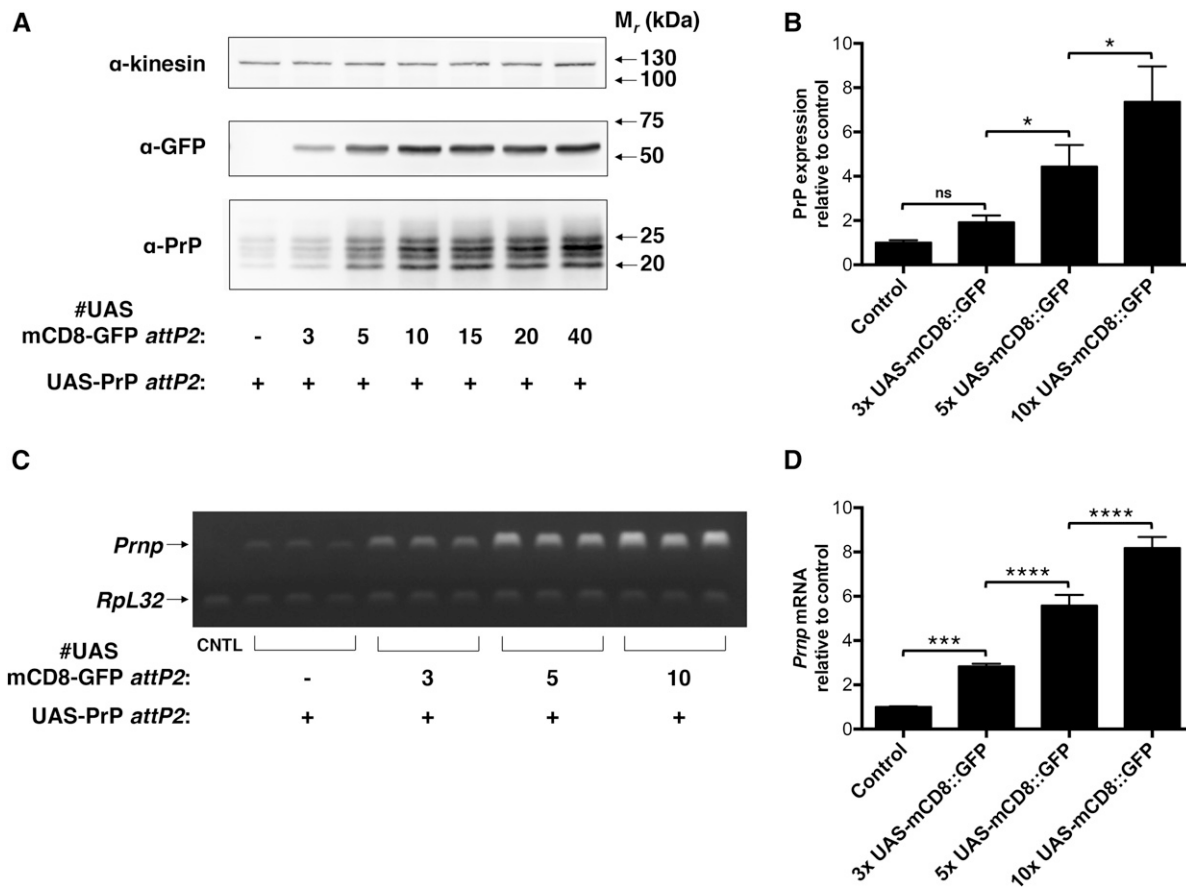 A
Mr (kDa)
α-kinesin
130
100
α-GFP
75
50
α-PrP
25
20
#UAS
mCD8-GFP attP2: - 3 5 10 15 20 40
UAS-PrP attP2: + + + + + + +
B
PrP expression
relative to control
10
8
6
4
2
0
ns
*
*
Control
3x UAS-mCD8::GFP
5x UAS-mCD8::GFP
10x UAS-mCD8::GFP
C
Prnp
RpL32
CNTL
#UAS
mCD8-GFP attP2: - 3 5 10
UAS-PrP attP2: + + + +
D
Prnp mRNA
relative to control
10
8
6
4
2
0
***
****
****
Control
3x UAS-mCD8::GFP
5x UAS-mCD8::GFP
10x UAS-mCD8::GFP